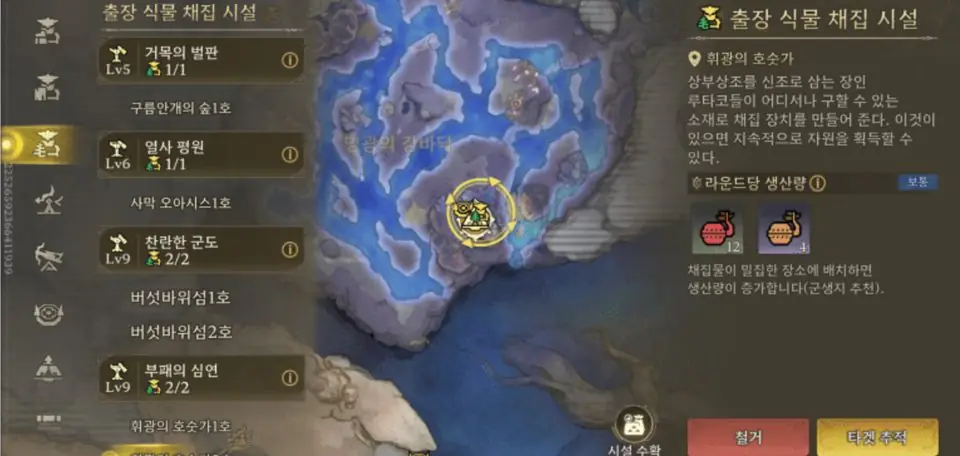 출장 식물 채집 시설
거목의 벌판
Lv5
1/1
구름안개의 숲1호
열사 평원
Lv6
1/1
사막 오아시스1호
찬란한 군도
Lv9
2/2
버섯바위섬1호
버섯바위섬2호
부패의 심연
Lv9
2/2
휘광의 호숫가1호
시설 수확
출장 식물 채집 시설
휘광의 호숫가
상부상조를 신조로 삼는 장인
루타코들이 어디서나 구할 수 있는
소재로 채집 장치를 만들어 준다. 이것이
있으면 지속적으로 자원을 획득할 수
있다.
라운드당 생산량
보통
12
4
채집물이 밀집한 장소에 배치하면
생산량이 증가합니다(군생지 추천).
철거
타겟 추적